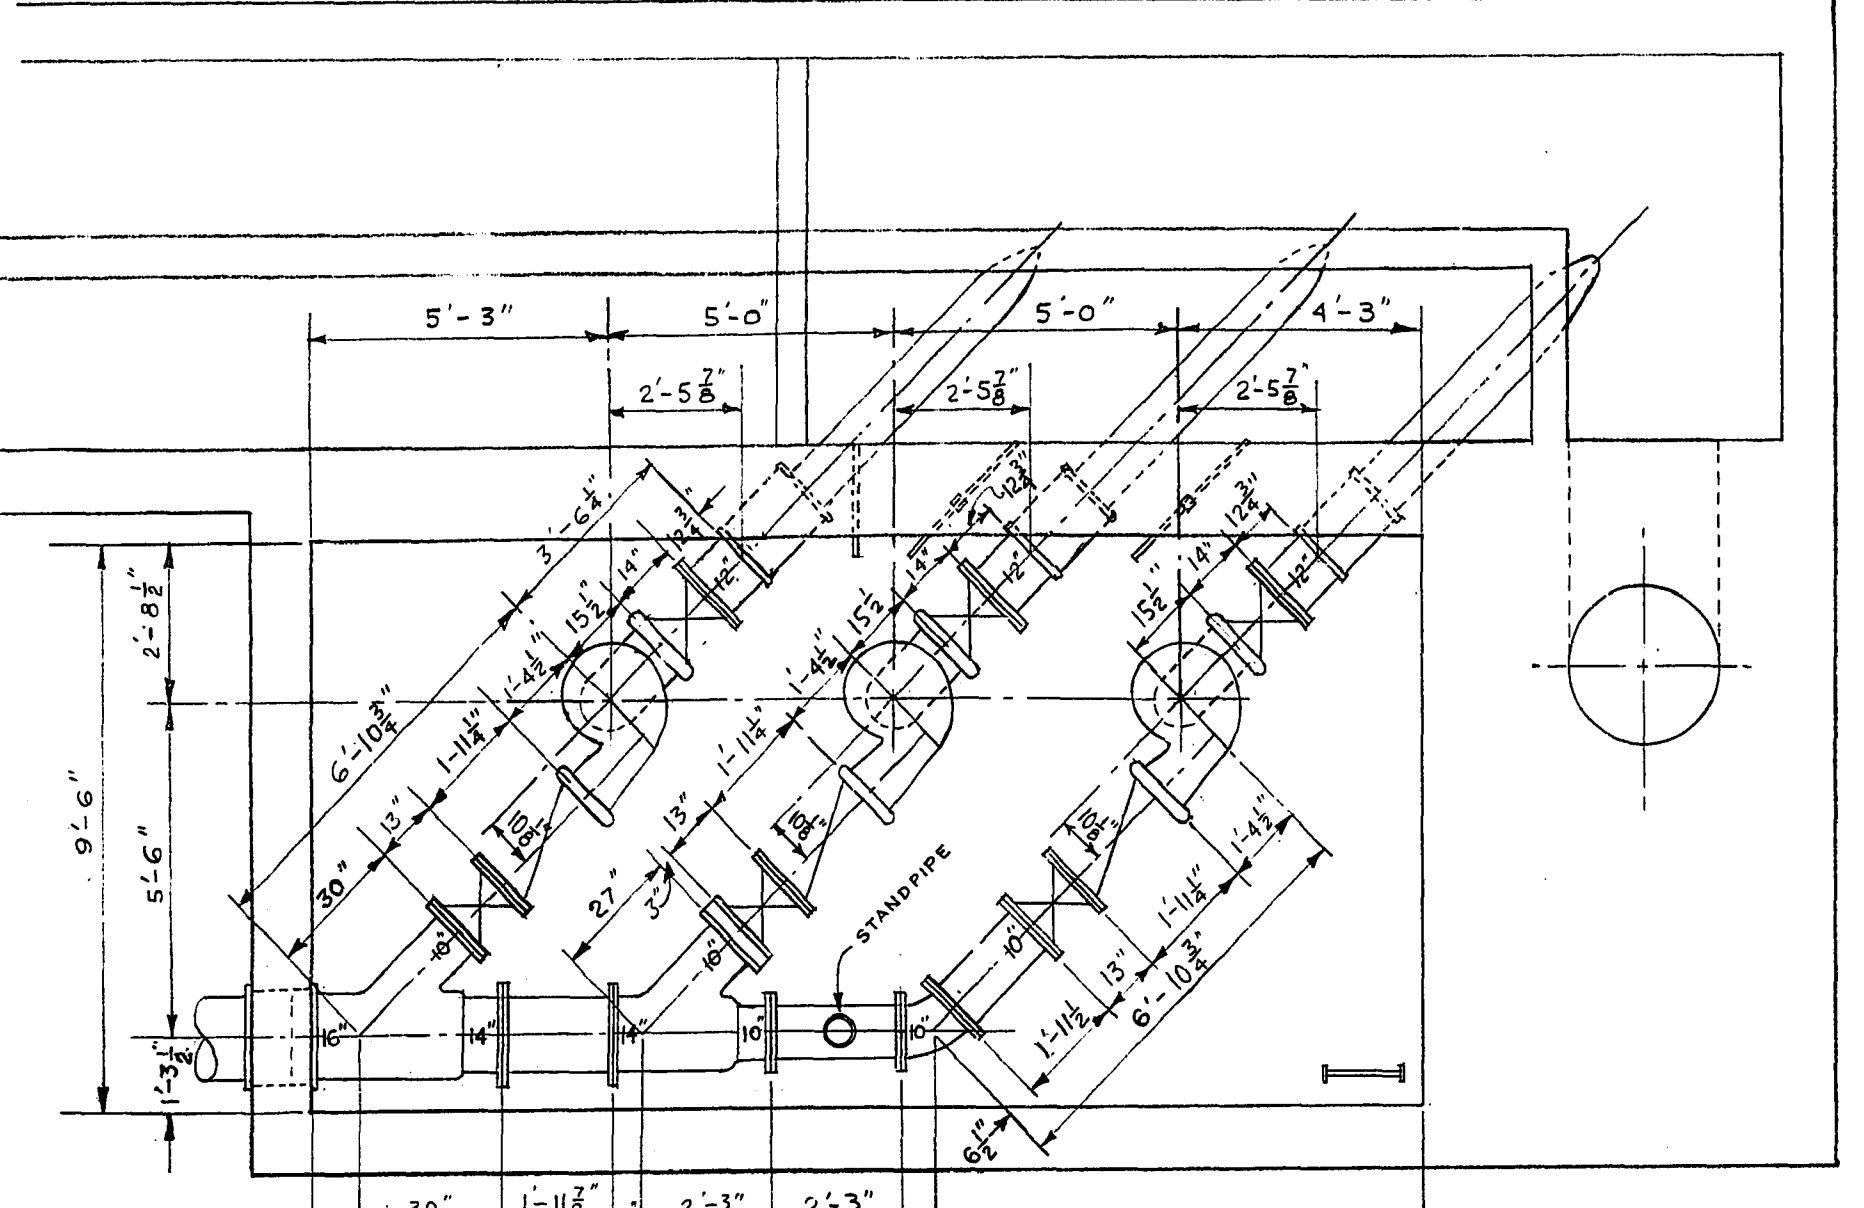 5'-3" 5'-0" 5'-0" 4'-3"
2'-5 7/8" 2'-5 7/8" 2'-5 7/8"
3'-6 1/4" 12 3/4" 12 3/4" 12 3/4"
14" 14" 14"
12" 12" 12"
15 1/2" 15 1/2" 15 1/2"
2'-8 1/2"
1'-4 1/2" 1'-4 1/2"
6'-10 3/4" 1-11 1/4" 1'-11 1/4"
9'-6" 5'-6"
13" 10 1/8" 13" 10 1/8" 10 1/8" 1'-4 1/2"
30" 27" 3" STANDPIPE 1'-11 1/4"
10" 10" 10" 13" 6'-10 3/4"
16" 14" 14" 10" 10" 1'-11 1/2"
1'-3 1/2"
6 1/2"
30" 1'-11 7/8" 2'-3" 2'-3"